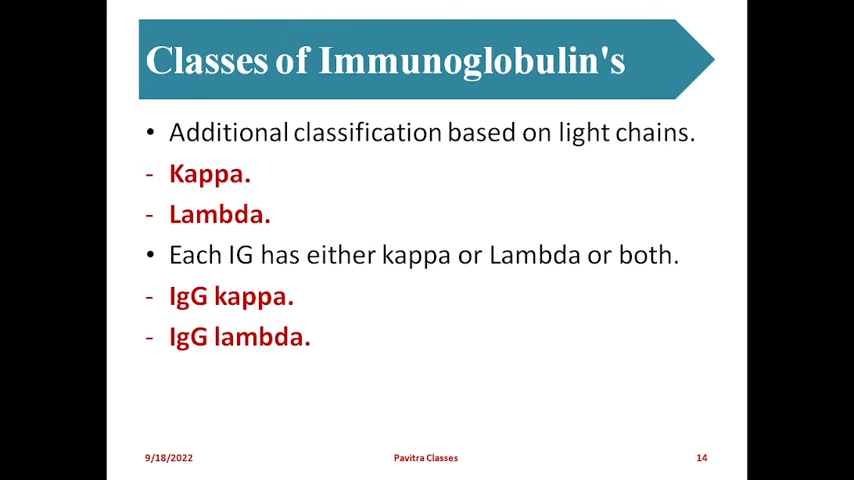 Classes of Immunoglobulin's
• Additional classification based on light chains.
- Kappa.
- Lambda.
• Each IG has either kappa or Lambda or both.
- IgG kappa.
- IgG lambda.
9/18/2022 Pavitra Classes 14